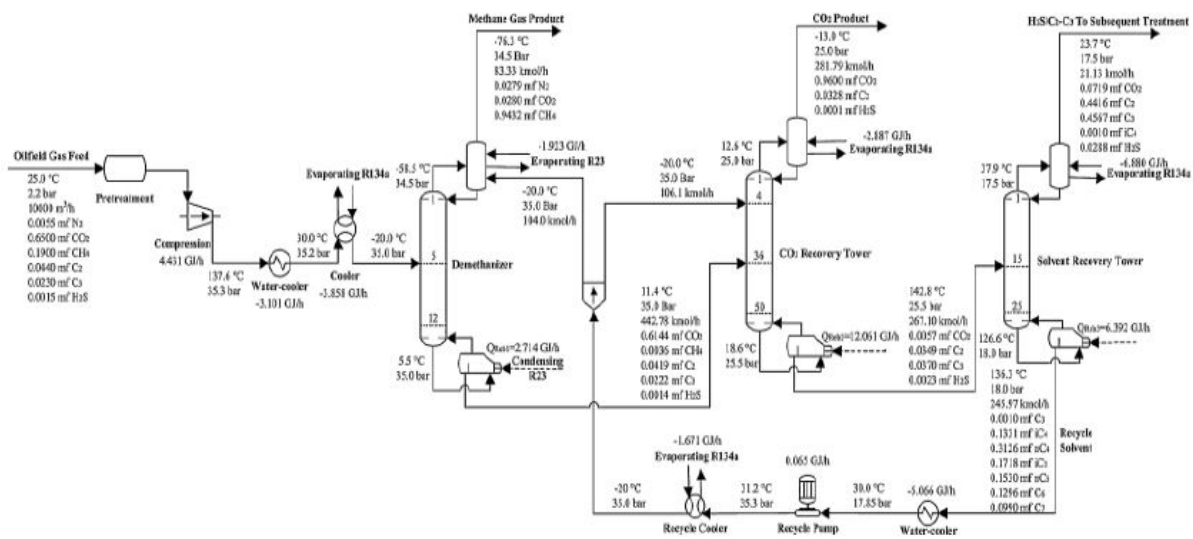 Methane Gas Product
-76.3 °C
34.5 Bar
83.33 kmol/h
0.0279 mf N₂
0.0280 mf CO₂
0.9432 mf CH₄
CO₂ Product
-13.0 °C
25.0 bar
281.79 kmol/h
0.9600 mf CO₂
0.0328 mf C₂
0.0001 mf H₂S
H₂S/C₂-C₃ To Subsequent Treatment
23.7 °C
17.5 bar
21.13 kmol/h
0.0719 mf CO₂
0.4416 mf C₂
0.4567 mf C₃
0.0010 mf iC₄
0.0288 mf H₂S
Oilfield Gas Feed
25.0 °C
2.2 bar
10000 m³/h
0.0055 mf N₂
0.6500 mf CO₂
0.1900 mf CH₄
0.0440 mf C₂
0.0230 mf C₃
0.0015 mf H₂S
Pretreatment
Compression
4.431 GJ/h
137.6 °C
35.3 bar
Water-cooler
-3.101 GJ/h
30.0 °C
35.2 bar
Evaporating R134a
Cooler
-3.858 GJ/h
-20.0 °C
35.0 bar
-58.5 °C
34.5 bar
-1.923 GJ/h
Evaporating R23
-20.0 °C
35.0 Bar
104.0 kmol/h
1
5
12
Demethanizer
5.5 °C
35.0 bar
=2.714 GJ/h
Condensing
R23
-20.0 °C
35.0 Bar
106.1 kmol/h
11.4 °C
35.0 Bar
442.78 kmol/h
0.6144 mf CO₂
0.0036 mf CH₄
0.0419 mf C₂
0.0222 mf C₃
0.0014 mf H₂S
12.6 °C
25.0 bar
-2.887 GJ/h
Evaporating R134a
1
4
36
50
CO₂ Recovery Tower
18.6 °C
25.5 bar
=12.061 GJ/h
142.8 °C
25.5 bar
267.10 kmol/h
0.0057 mf CO₂
0.0349 mf C₂
0.0370 mf C₃
0.0023 mf H₂S
37.9 °C
17.5 bar
-6.880 GJ/h
Evaporating R134a
1
15
25
Solvent Recovery Tower
126.6 °C
18.0 bar
=6.392 GJ/h
136.3 °C
18.0 bar
245.97 kmol/h
0.0010 mf C₃
0.1331 mf iC₄
0.3126 mf nC₄
0.1718 mf iC₅
0.1530 mf nC₅
0.1296 mf C₆
0.0990 mf C₇
Recycle
Solvent
-5.066 GJ/h
Water-cooler
30.0 °C
17.85 bar
0.065 GJ/h
Recycle Pump
31.2 °C
35.3 bar
-1.671 GJ/h
Evaporating R134a
Recycle Cooler
-20 °C
35.0 bar